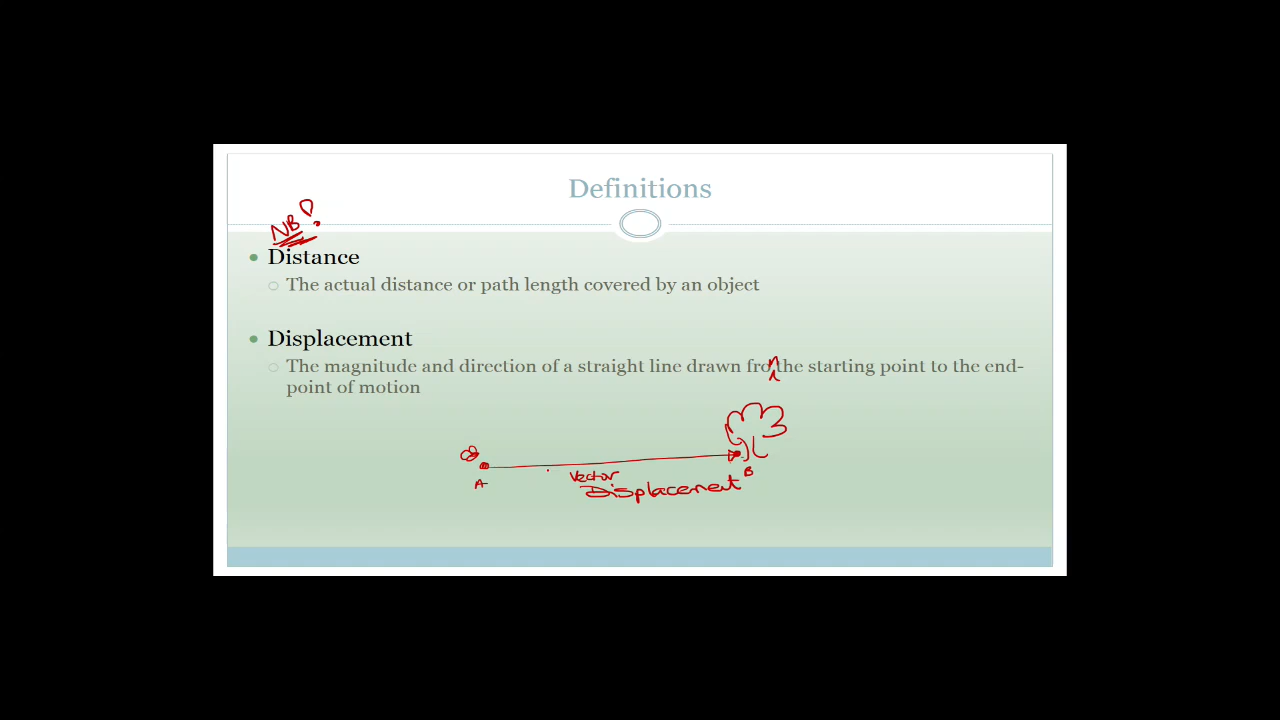 Definitions
NB!
Distance
The actual distance or path length covered by an object
Displacement
The magnitude and direction of a straight line drawn from the starting point to the end-
point of motion
A
B
vector
Displacement